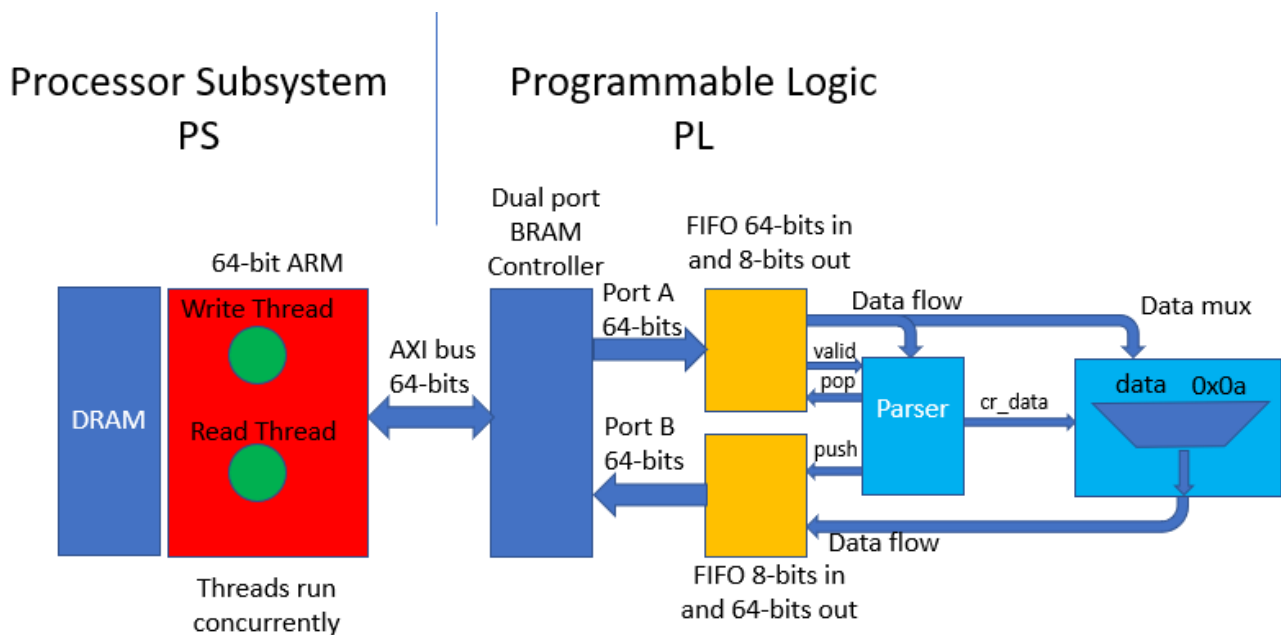 Processor Subsystem
PS
Programmable Logic
PL
Dual port
BRAM
Controller
FIFO 64-bits in
and 8-bits out
64-bit ARM
Write Thread
Read Thread
DRAM
AXI bus
64-bits
Port A
64-bits
Port B
64-bits
Data flow
Data mux
valid
pop
Parser
push
cr_data
data 0x0a
Data flow
FIFO 8-bits in
and 64-bits out
Threads run
concurrently